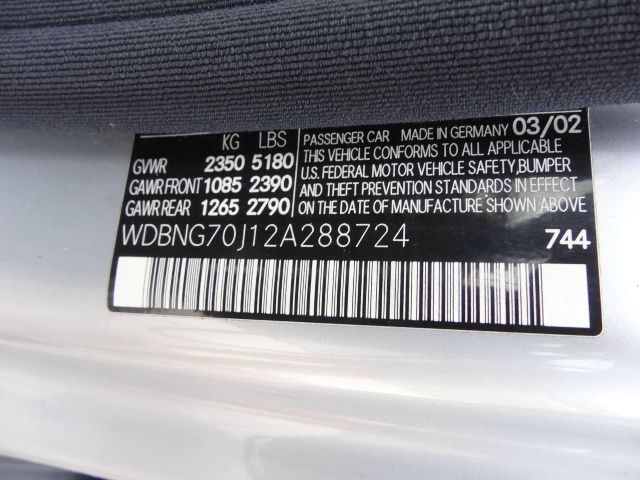 KG LBS
GVWR 2350 5180
GAWR FRONT 1085 2390
GAWR REAR 1265 2790
PASSENGER CAR MADE IN GERMANY 03/02
THIS VEHICLE CONFORMS TO ALL APPLICABLE
U.S. FEDERAL MOTOR VEHICLE SAFETY, BUMPER
AND THEFT PREVENTION STANDARDS IN EFFECT
ON THE DATE OF MANUFACTURE SHOWN ABOVE.
WDBNG70J12A288724 744